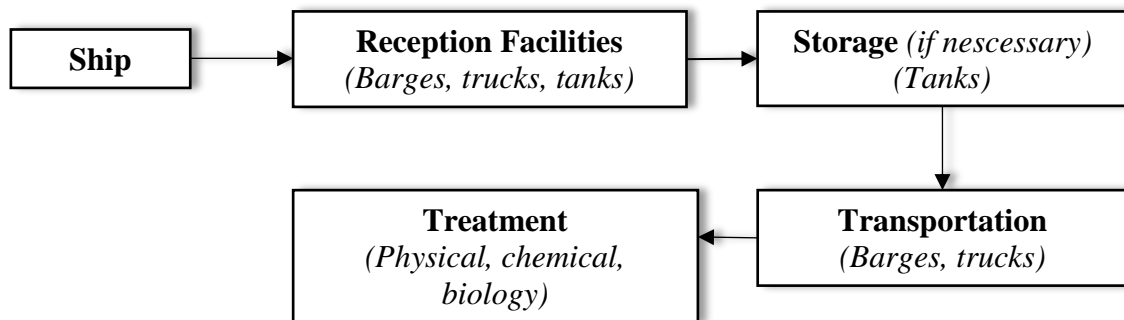 Ship
Reception Facilities
(Barges, trucks, tanks)
Storage (if nescessary)
(Tanks)
Transportation
(Barges, trucks)
Treatment
(Physical, chemical,
biology)